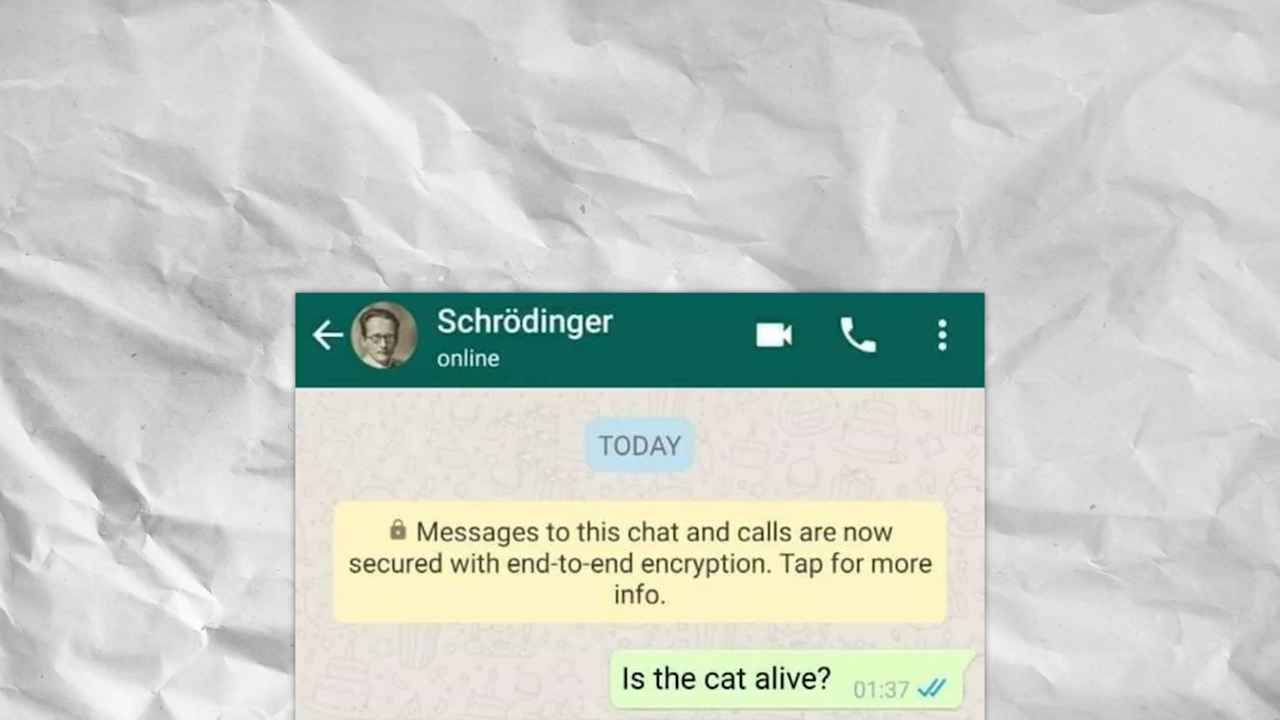 Schrödinger
online
TODAY
Messages to this chat and calls are now
secured with end-to-end encryption. Tap for more
info.
Is the cat alive? 01:37